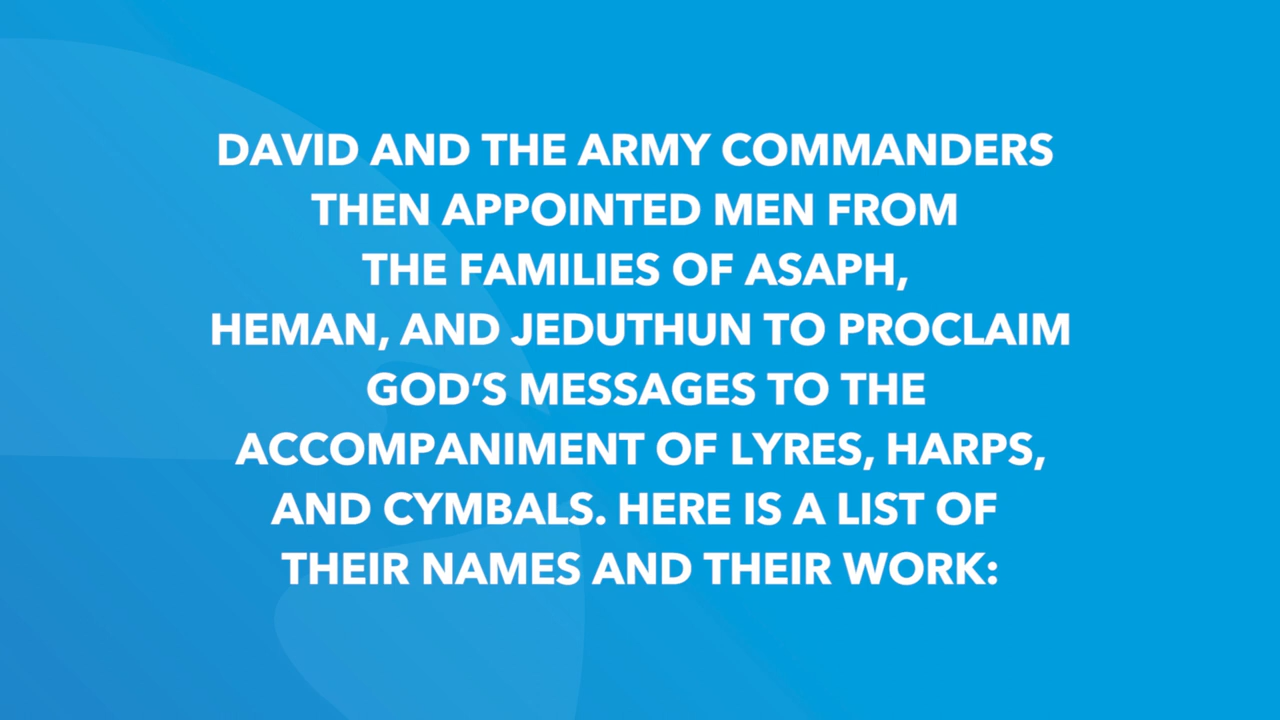 DAVID AND THE ARMY COMMANDERS
THEN APPOINTED MEN FROM
THE FAMILIES OF ASAPH,
HEMAN, AND JEDUTHUN TO PROCLAIM
GOD’S MESSAGES TO THE
ACCOMPANIMENT OF LYRES, HARPS,
AND CYMBALS. HERE IS A LIST OF
THEIR NAMES AND THEIR WORK: